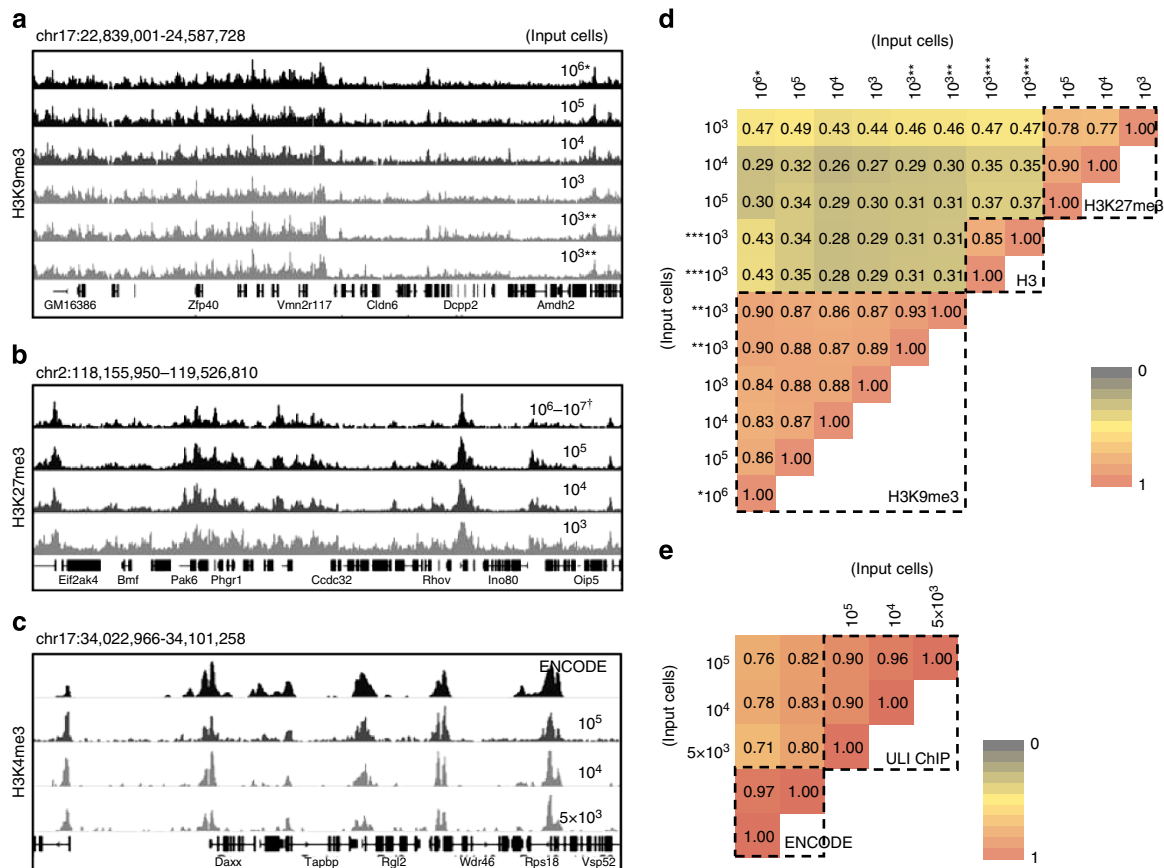 a
chr17:22,839,001-24,587,728
(Input cells)
H3K9me3
10⁶*
10⁵
10⁴
10³
10³**
10³**
GM16386 Zfp40 Vmn2r117 Cldn6 Dcpp2 Amdh2
b
chr2:118,155,950–119,526,810
H3K27me3
10⁶–10⁷†
10⁵
10⁴
10³
Eif2ak4 Bmf Pak6 Phgr1 Ccdc32 Rhov Ino80 Oip5
c
chr17:34,022,966-34,101,258
H3K4me3
ENCODE
10⁵
10⁴
5×10³
Daxx Tapbp Rgl2 Wdr46 Rps18 Vsp52
d
(Input cells)
10⁶* 10⁵ 10⁴ 10³ 10³** 10³** 10³*** 10³*** 10⁵ 10⁴ 10³
(Input cells)
10³ 0.47 0.49 0.43 0.44 0.46 0.46 0.47 0.47 0.78 0.77 1.00
10⁴ 0.29 0.32 0.26 0.27 0.29 0.30 0.35 0.35 0.90 1.00
10⁵ 0.30 0.34 0.29 0.30 0.31 0.31 0.37 0.37 1.00 H3K27me3
***10³ 0.43 0.34 0.28 0.29 0.31 0.31 0.85 1.00
***10³ 0.43 0.35 0.28 0.29 0.31 0.31 1.00 H3
**10³ 0.90 0.87 0.86 0.87 0.93 1.00
**10³ 0.90 0.88 0.87 0.89 1.00
10³ 0.84 0.88 0.88 1.00
10⁴ 0.83 0.87 1.00
10⁵ 0.86 1.00
*10⁶ 1.00 H3K9me3
0
1
e
(Input cells)
10⁵ 10⁴ 5×10³
(Input cells)
10⁵ 0.76 0.82 0.90 0.96 1.00
10⁴ 0.78 0.83 0.90 1.00
5×10³ 0.71 0.80 1.00 ULI ChIP
0.97 1.00
1.00 ENCODE
0
1